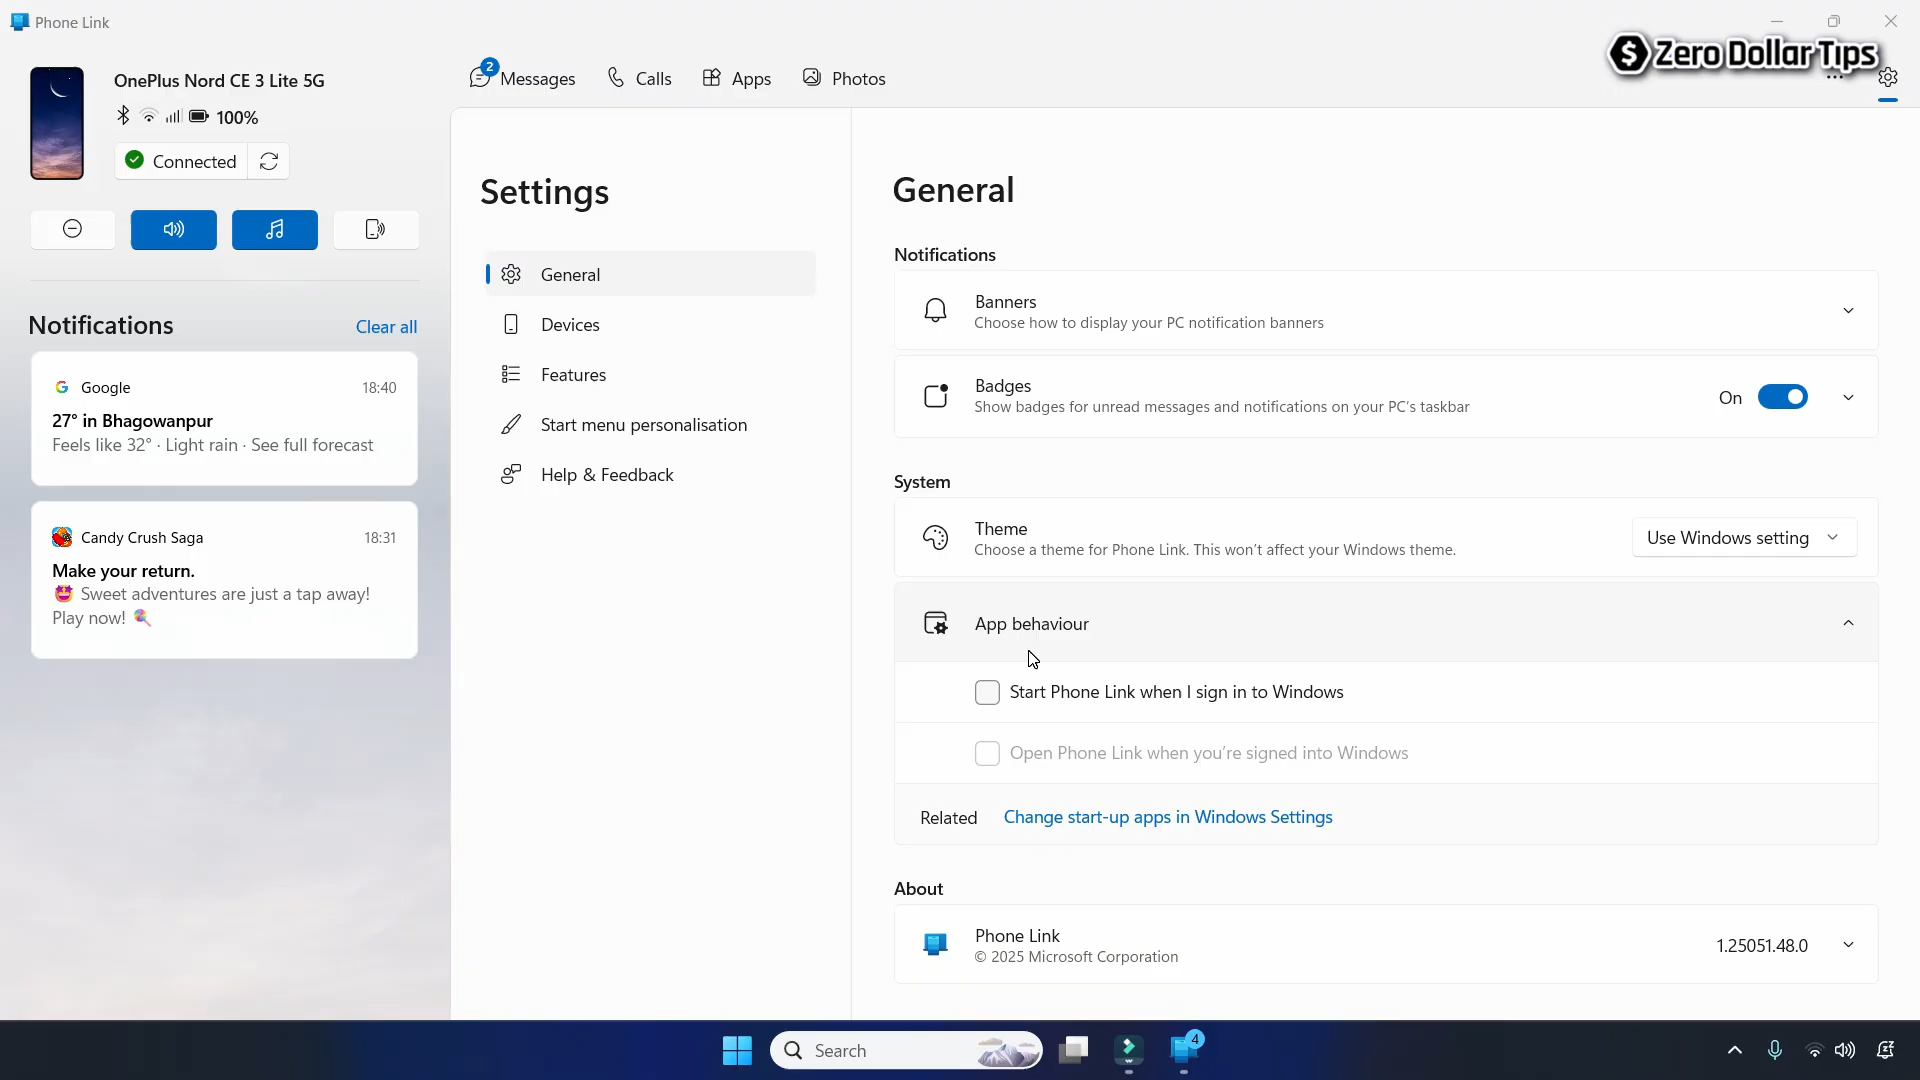 Phone Link
Zero Dollar Tips
OnePlus Nord CE 3 Lite 5G
100%
Connected
2
Messages
Calls
Apps
Photos
Notifications
Clear all
Google
18:40
27° in Bhagowanpur
Feels like 32° · Light rain · See full forecast
Candy Crush Saga
18:31
Make your return.
🤩 Sweet adventures are just a tap away!
Play now! 🍭
Settings
General
Devices
Features
Start menu personalisation
Help & Feedback
General
Notifications
Banners
Choose how to display your PC notification banners
Badges
Show badges for unread messages and notifications on your PC's taskbar
On
System
Theme
Choose a theme for Phone Link. This won't affect your Windows theme.
Use Windows setting
App behaviour
Start Phone Link when I sign in to Windows
Open Phone Link when you're signed into Windows
Related Change start-up apps in Windows Settings
About
Phone Link
© 2025 Microsoft Corporation
1.25051.48.0
Search
4